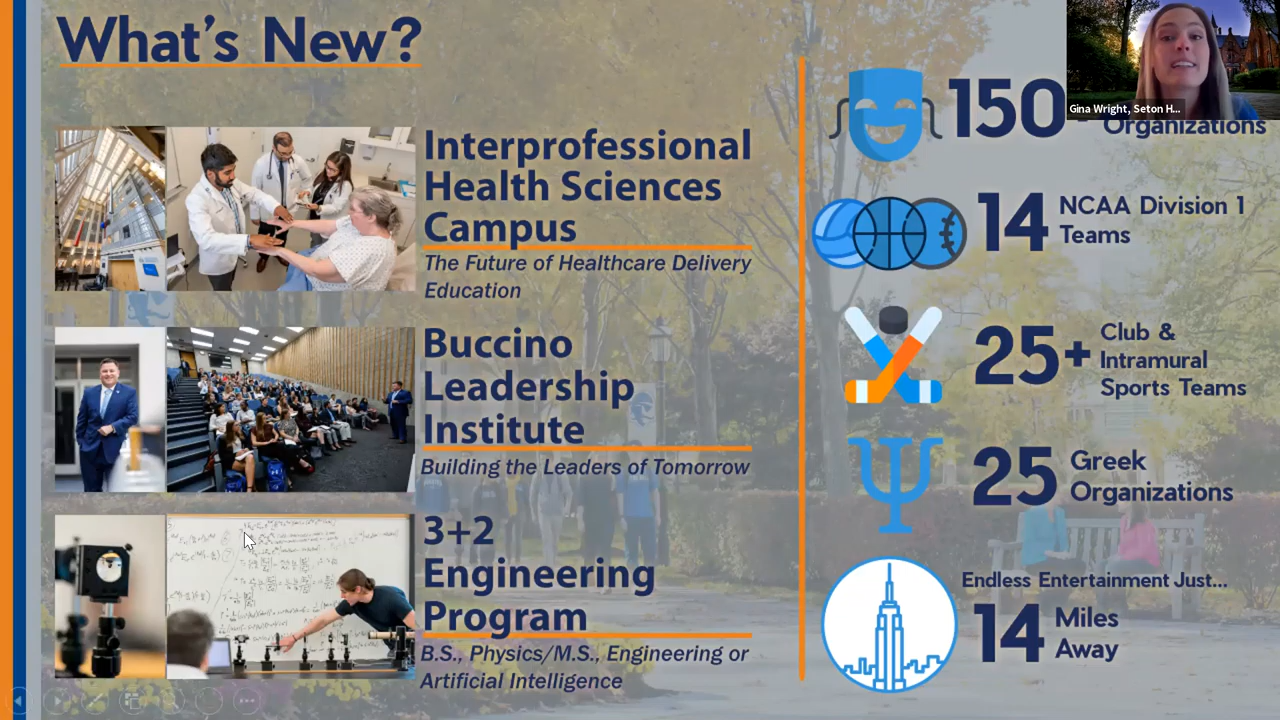 What's New?
Interprofessional
Health Sciences
Campus
The Future of Healthcare Delivery
Education
Buccino
Leadership
Institute
Building the Leaders of Tomorrow
3+2
Engineering
Program
B.S., Physics/M.S., Engineering or
Artificial Intelligence
150
Organizations
14 NCAA Division 1
Teams
25+ Club &
Intramural
Sports Teams
25 Greek
Organizations
Endless Entertainment Just...
14 Miles
Away
Gina Wright, Seton H...